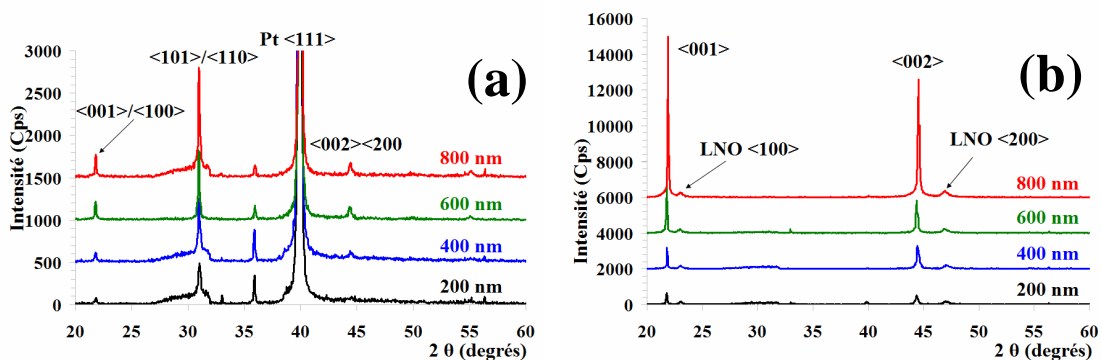 (a)
Intensité (Cps)
3000
2500
2000
1500
1000
500
0
Pt <111>
<101>/<110>
<001>/<100>
<002><200
800 nm
600 nm
400 nm
200 nm
20 25 30 35 40 45 50 55 60
2 θ (degrés)
(b)
Intensité (Cps)
16000
14000
12000
10000
8000
6000
4000
2000
0
<001>
<002>
LNO <100>
LNO <200>
800 nm
600 nm
400 nm
200 nm
20 25 30 35 40 45 50 55 60
2 θ (degrés)